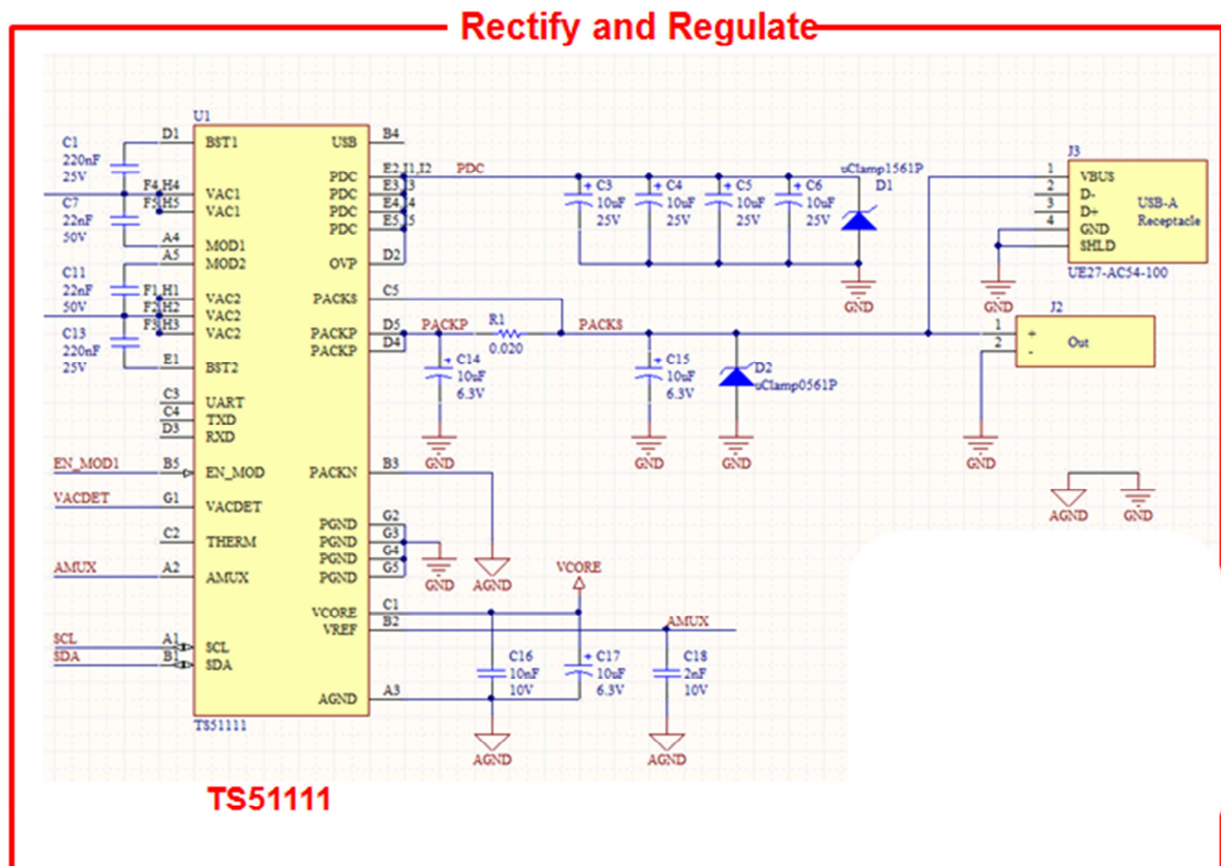 Rectify and Regulate
U1
C1
220nF
25V
C7
22nF
50V
C11
22nF
50V
C13
220nF
25V
D1 BST1
F4,H4 VAC1
F5,H5 VAC1
A4 MOD1
A5 MOD2
F1,H1 VAC2
F2,H2 VAC2
F3,H3 VAC2
E1 BST2
C3 UART
C4 TXD
D3 RXD
EN_MOD1 B5 EN_MOD
VACDET G1 VACDET
C2 THERM
AMUX A2 AMUX
SCL A1 SCL
SDA B1 SDA
TS51111
USB B4
PDC E2,I1,I2 PDC
PDC E3,I3
PDC E4,I4
PDC E5,I5
OVP D2
PACKS C5
PACKP D5 PACKP
PACKP D4
PACKN B3
PGND G2
PGND G3
PGND G4
PGND G5
VCORE C1
VREF B2
AGND A3
C3
10uF
25V
C4
10uF
25V
C5
10uF
25V
C6
10uF
25V
uClamp1561P
D1
GND
R1
0.020
PACKS
C14
10uF
6.3V
GND
C15
10uF
6.3V
GND
D2
uClamp0561P
GND
J3
1 VBUS
2 D-
3 D+
4 GND
SHLD
USB-A
Receptacle
UE27-AC54-100
GND
J2
1 +
2 -
Out
GND
AGND
GND
GND
AGND
VCORE
AMUX
C16
10nF
10V
C17
10uF
6.3V
C18
2nF
10V
AGND
AGND
TS51111